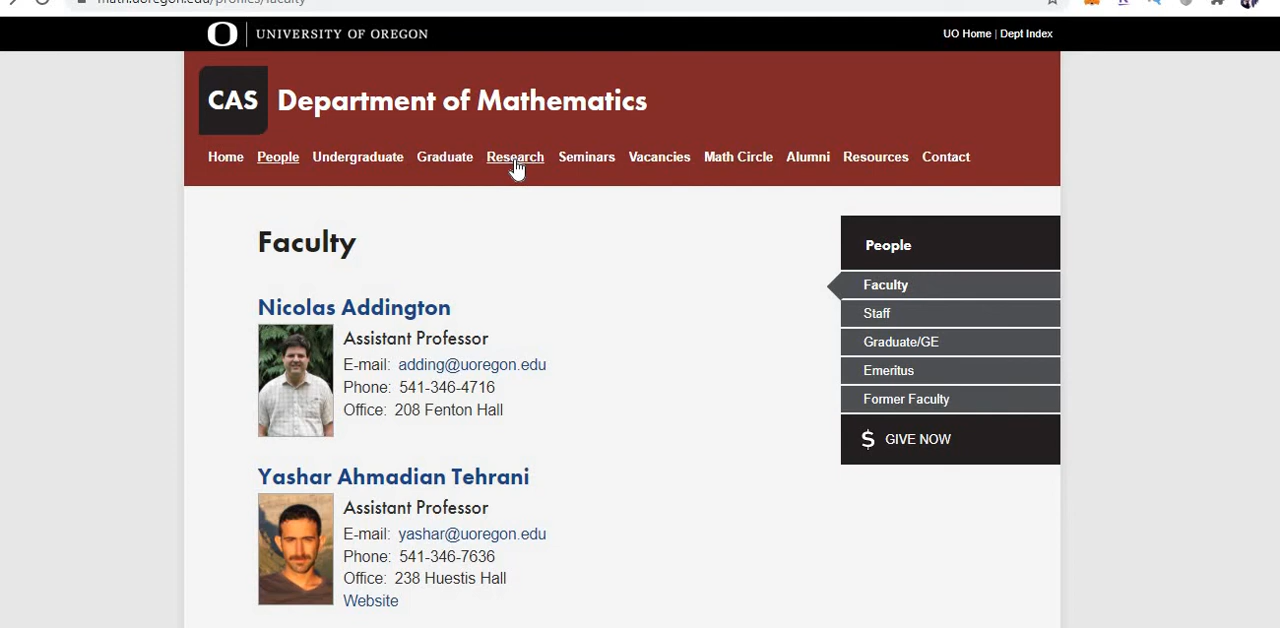 UNIVERSITY OF OREGON
UO Home | Dept Index
CAS Department of Mathematics
Home People Undergraduate Graduate Research Seminars Vacancies Math Circle Alumni Resources Contact
Faculty
Nicolas Addington
Assistant Professor
E-mail: adding@uoregon.edu
Phone: 541-346-4716
Office: 208 Fenton Hall
Yashar Ahmadian Tehrani
Assistant Professor
E-mail: yashar@uoregon.edu
Phone: 541-346-7636
Office: 238 Huestis Hall
Website
People
Faculty
Staff
Graduate/GE
Emeritus
Former Faculty
$ GIVE NOW